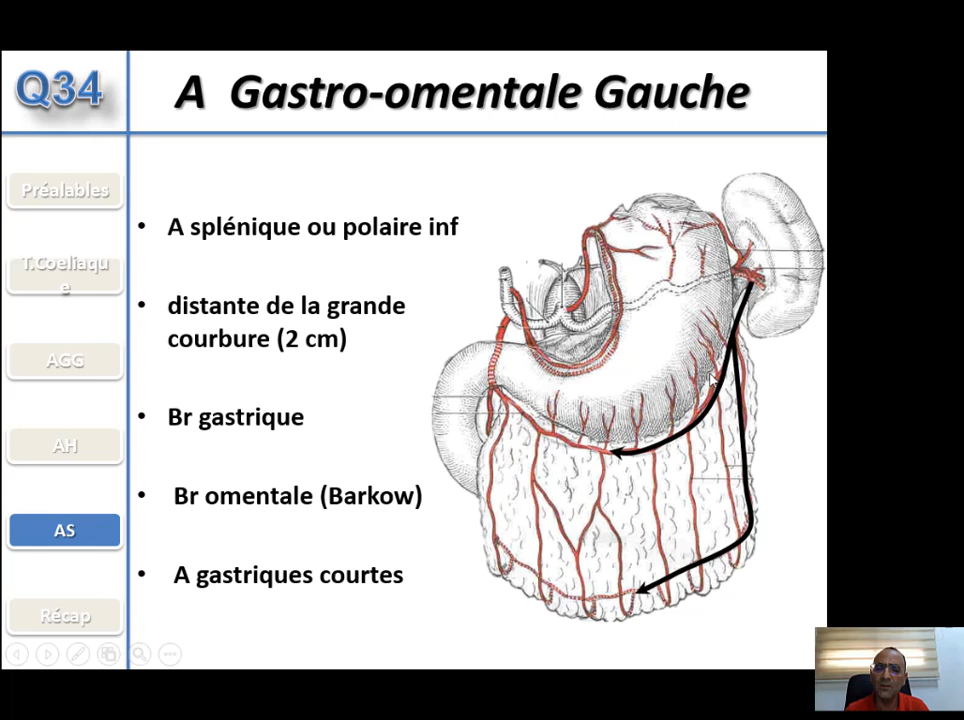 Q34
A Gastro-omentale Gauche
Préalables
T.Coeliaqu
e
AGG
AH
AS
Récap
• A splénique ou polaire inf
• distante de la grande
courbure (2 cm)
• Br gastrique
• Br omentale (Barkow)
• A gastriques courtes